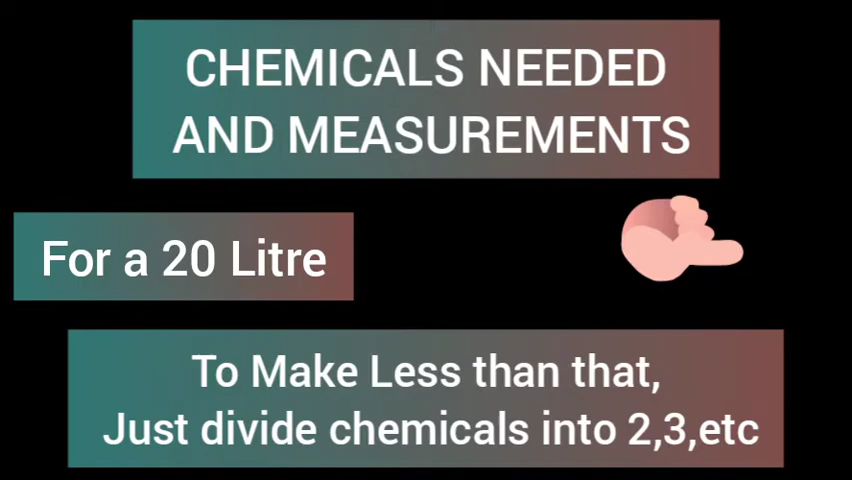 CHEMICALS NEEDED
AND MEASUREMENTS
For a 20 Litre
To Make Less than that,
Just divide chemicals into 2,3,etc